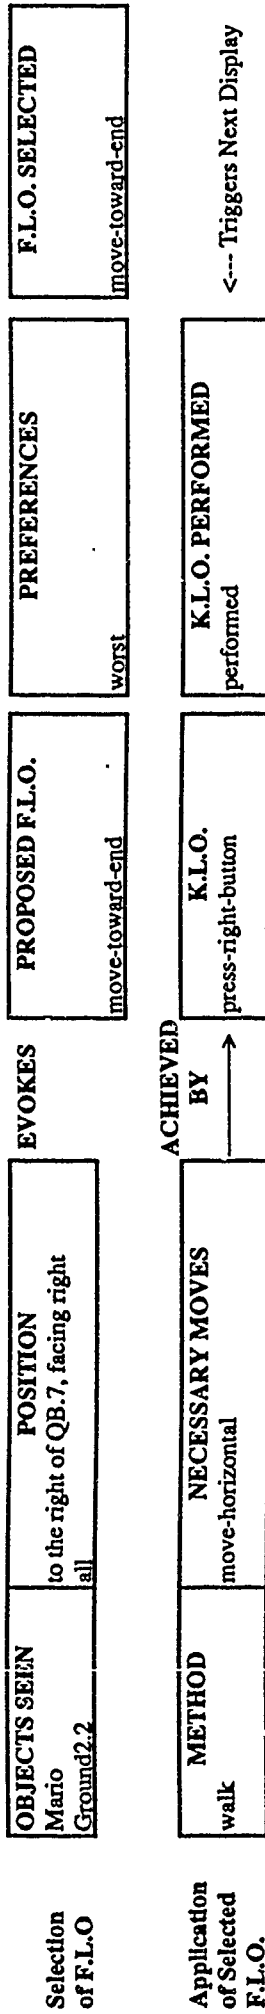 Selection
of F.L.O
OBJECTS SEEN
Mario
Ground2.2
POSITION
to the right of QB.7, facing right
all
EVOKES
PROPOSED F.L.O.
move-toward-end
PREFERENCES
worst
F.L.O. SELECTED
move-toward-end
Application
of Selected
F.L.O.
METHOD
walk
NECESSARY MOVES
move-horizontal
ACHIEVED
BY
K.L.O.
press-right-button
K.L.O. PERFORMED
performed
<--- Triggers Next Display